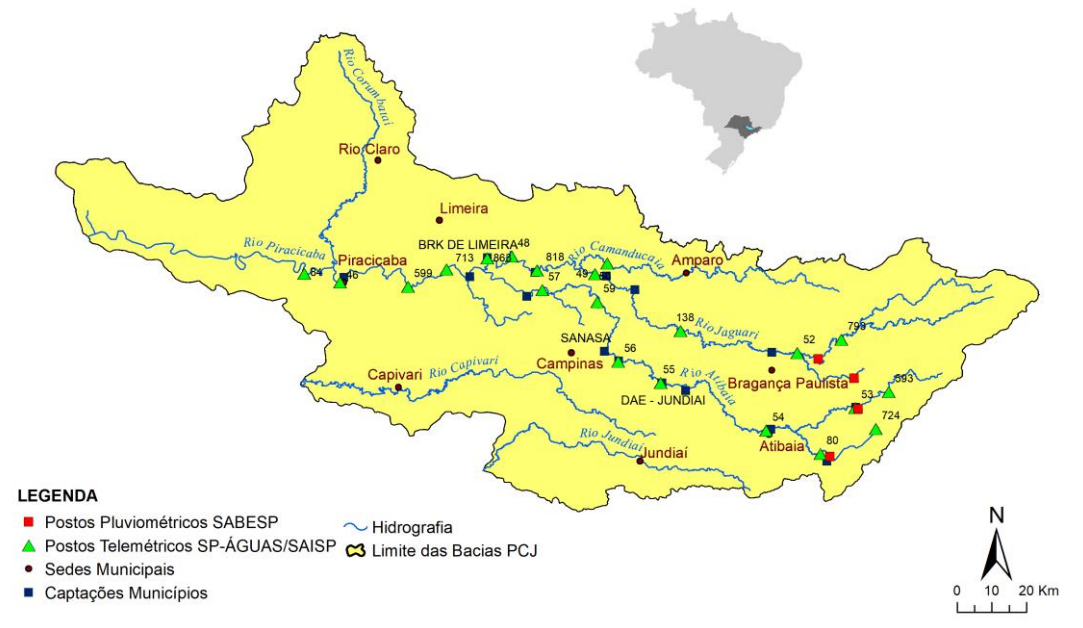 Rio Corumbataí
Rio Claro
Limeira
Rio Piracicaba
Piracicaba
BRK DE LIMEIRA
48
Rio Camanducaia
Amparo
84
46
599
713
868
818
57
49
59
138
Rio Jaguari
52
798
SANASA
Campinas
56
55
Rio Atibaia
DAE - JUNDIAI
Bragança Paulista
593
53
724
54
Atibaia
80
Capivari
Rio Capivari
Rio Jundiaí
Jundiaí
LEGENDA
Postos Pluviométricos SABESP
Postos Telemétricos SP-ÁGUAS/SAISP
Sedes Municipais
Captações Municípios
Hidrografia
Limite das Bacias PCJ
N
0 10 20 Km